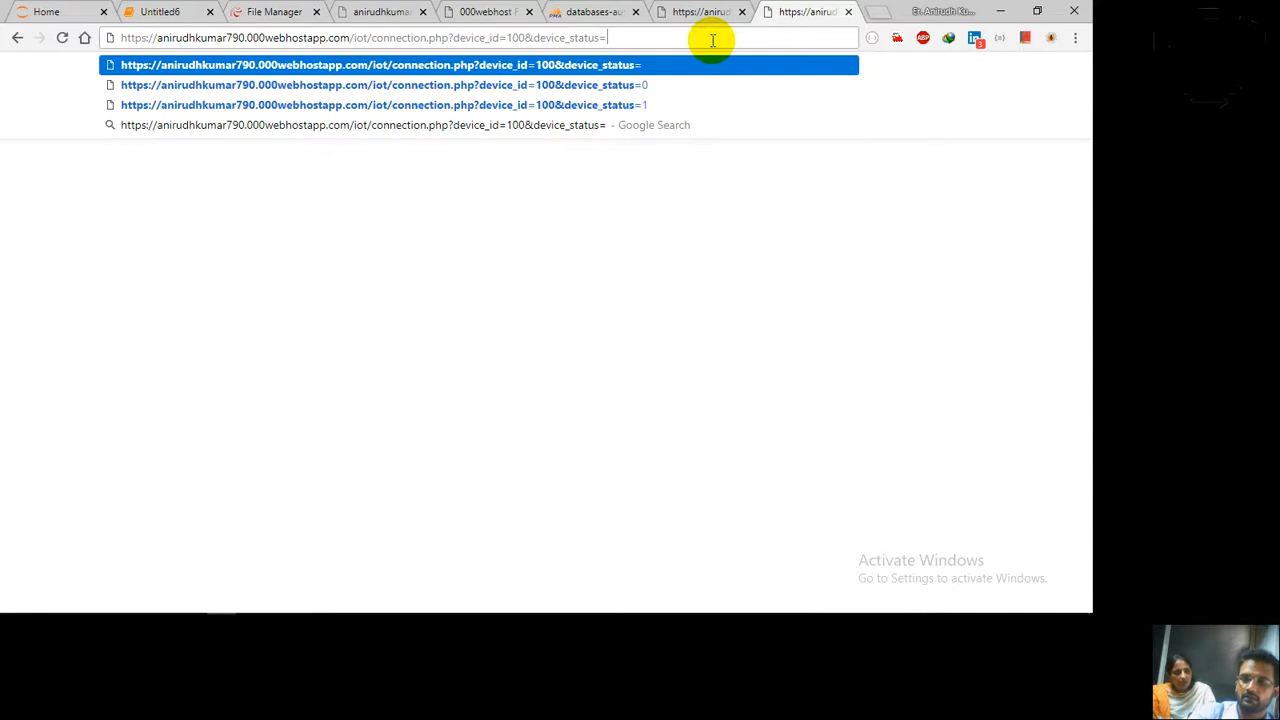 Home
Untitled6
File Manager
anirudhkumar
000webhost F
databases-au
https://anirud
https://anirud
Er. Anirudh Ku...
https://anirudhkumar790.000webhostapp.com/iot/connection.php?device_id=100&device_status=
ABP
3
https://anirudhkumar790.000webhostapp.com/iot/connection.php?device_id=100&device_status=
https://anirudhkumar790.000webhostapp.com/iot/connection.php?device_id=100&device_status=0
https://anirudhkumar790.000webhostapp.com/iot/connection.php?device_id=100&device_status=1
https://anirudhkumar790.000webhostapp.com/iot/connection.php?device_id=100&device_status= - Google Search
Activate Windows
Go to Settings to activate Windows.